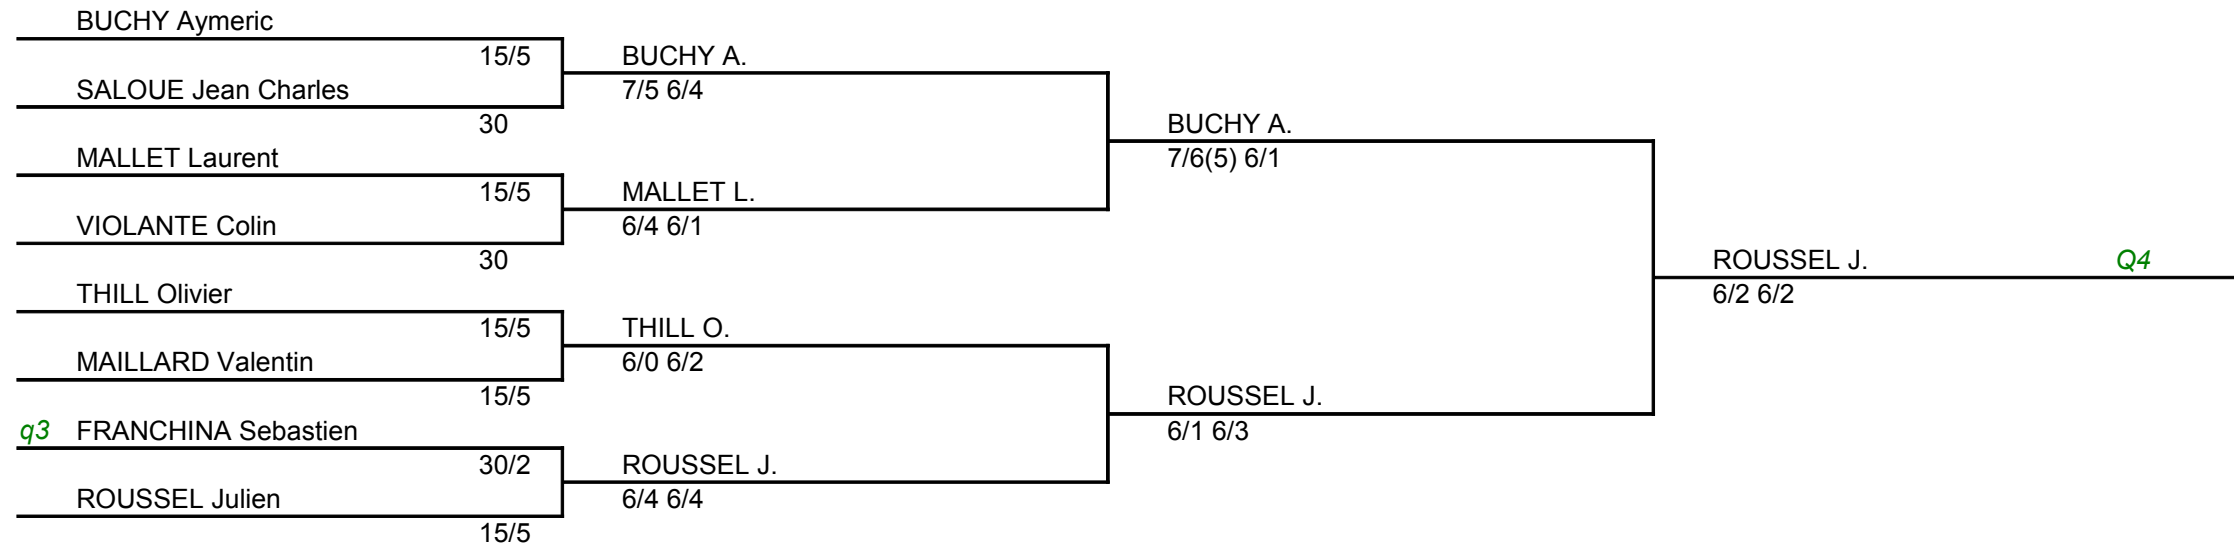 BUCHY Aymeric
15/5
BUCHY A.
SALOUE Jean Charles
7/5 6/4
30
BUCHY A.
MALLET Laurent
7/6(5) 6/1
15/5
MALLET L.
VIOLANTE Colin
6/4 6/1
30
ROUSSEL J.
Q4
THILL Olivier
6/2 6/2
15/5
THILL O.
MAILLARD Valentin
6/0 6/2
15/5
ROUSSEL J.
q3 FRANCHINA Sebastien
6/1 6/3
30/2
ROUSSEL J.
ROUSSEL Julien
6/4 6/4
15/5